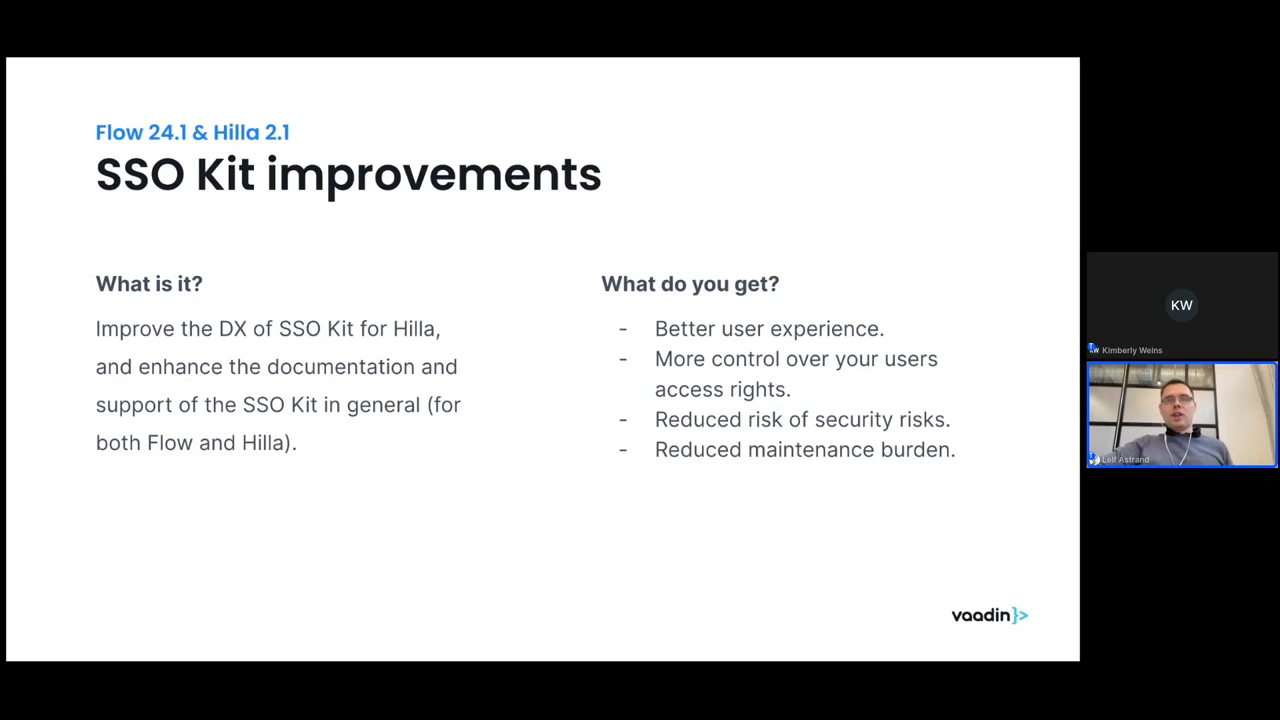 Flow 24.1 & Hilla 2.1
SSO Kit improvements
What is it?
Improve the DX of SSO Kit for Hilla,
and enhance the documentation and
support of the SSO Kit in general (for
both Flow and Hilla).
What do you get?
- Better user experience.
- More control over your users
access rights.
- Reduced risk of security risks.
- Reduced maintenance burden.
vaadin}>
KW
Kimberly Weins
Leif Astrand